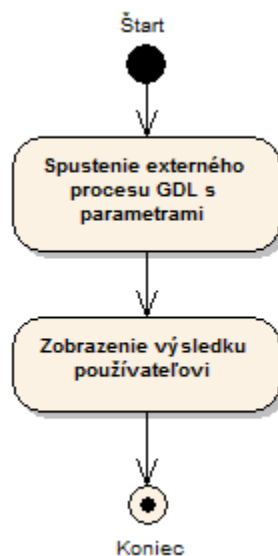 Štart
Spustenie externého
procesu GDL s
parametrami
Zobrazenie výsledku
používateľovi
Koniec